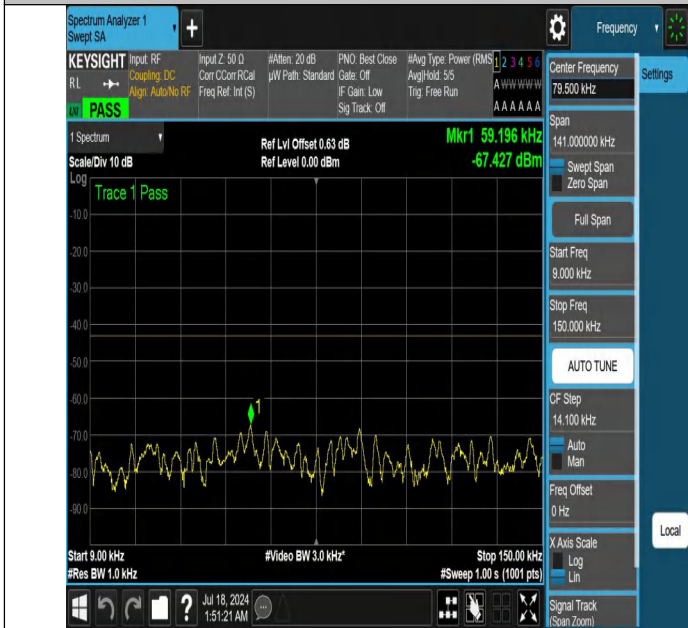 Spectrum Analyzer 1
Swept SA
Frequency
KEYSIGHT
RL
PASS
Input: RF
Coupling: DC
Align: Auto/No RF
Input Z: 50 Ω
Corr CCorr RCal
Freq Ref: Int (S)
#Atten: 20 dB
µW Path: Standard
PNO: Best Close
Gate: Off
IF Gain: Low
Sig Track: Off
#Avg Type: Power (RMS
Avg|Hold: 5/5
Trig: Free Run
1 2 3 4 5 6
A W W W W W
A A A A A A
1 Spectrum
Scale/Div 10 dB
Ref Lvl Offset 0.63 dB
Ref Level 0.00 dBm
Mkr1 59.196 kHz
-67.427 dBm
Log
Trace 1 Pass
-10.0
-20.0
-30.0
-40.0
-50.0
-60.0
-70.0
-80.0
-90.0
1
Start 9.00 kHz
#Res BW 1.0 kHz
#Video BW 3.0 kHz*
Stop 150.00 kHz
#Sweep 1.00 s (1001 pts)
Center Frequency
79.500 kHz
Span
141.000000 kHz
Swept Span
Zero Span
Full Span
Start Freq
9.000 kHz
Stop Freq
150.000 kHz
AUTO TUNE
CF Step
14.100 kHz
Auto
Man
Freq Offset
0 Hz
X Axis Scale
Log
Lin
Signal Track
(Span Zoom)
Settings
Local
?
Jul 18, 2024
1:51:21 AM